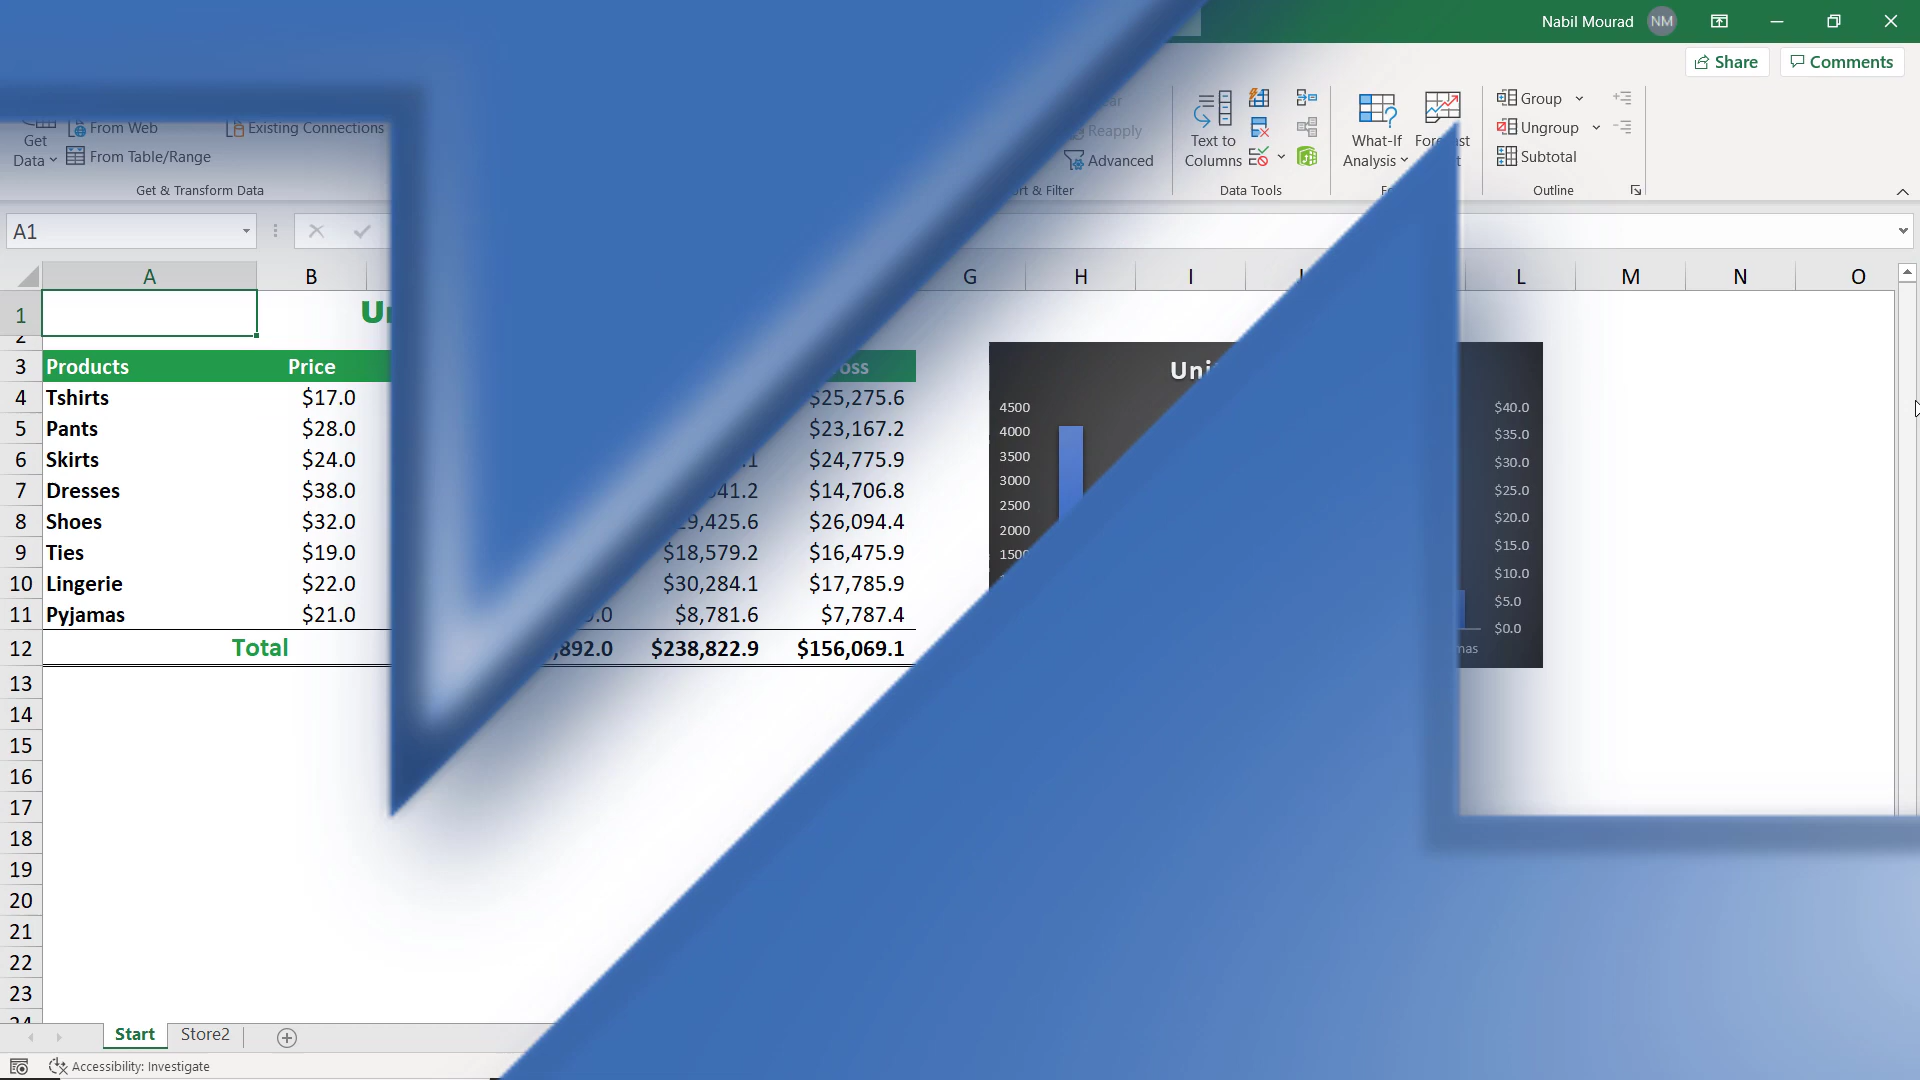 Nabil Mourad NM
Share Comments
From Web Existing Connections
Get
Data From Table/Range
Reapply
Advanced
Text to
Columns
What-If
Analysis
Group
Ungroup
Subtotal
Get & Transform Data
& Filter Data Tools Outline
A1
A B G H I L M N O
1
2
3 Products Price
4 Tshirts $17.0 $25,275.6
5 Pants $28.0 $23,167.2
6 Skirts $24.0 $24,775.9
7 Dresses $38.0 $14,706.8
8 Shoes $32.0 $26,094.4
9 Ties $19.0 $18,579.2 $16,475.9
10 Lingerie $22.0 $30,284.1 $17,785.9
11 Pyjamas $21.0 $8,781.6 $7,787.4
12 Total $238,822.9 $156,069.1
13
14
15
16
17
18
19
20
21
22
23
4500 $40.0
4000 $35.0
3500 $30.0
3000 $25.0
2500 $20.0
2000 $15.0
$10.0
$5.0
$0.0
Start Store2
Accessibility: Investigate